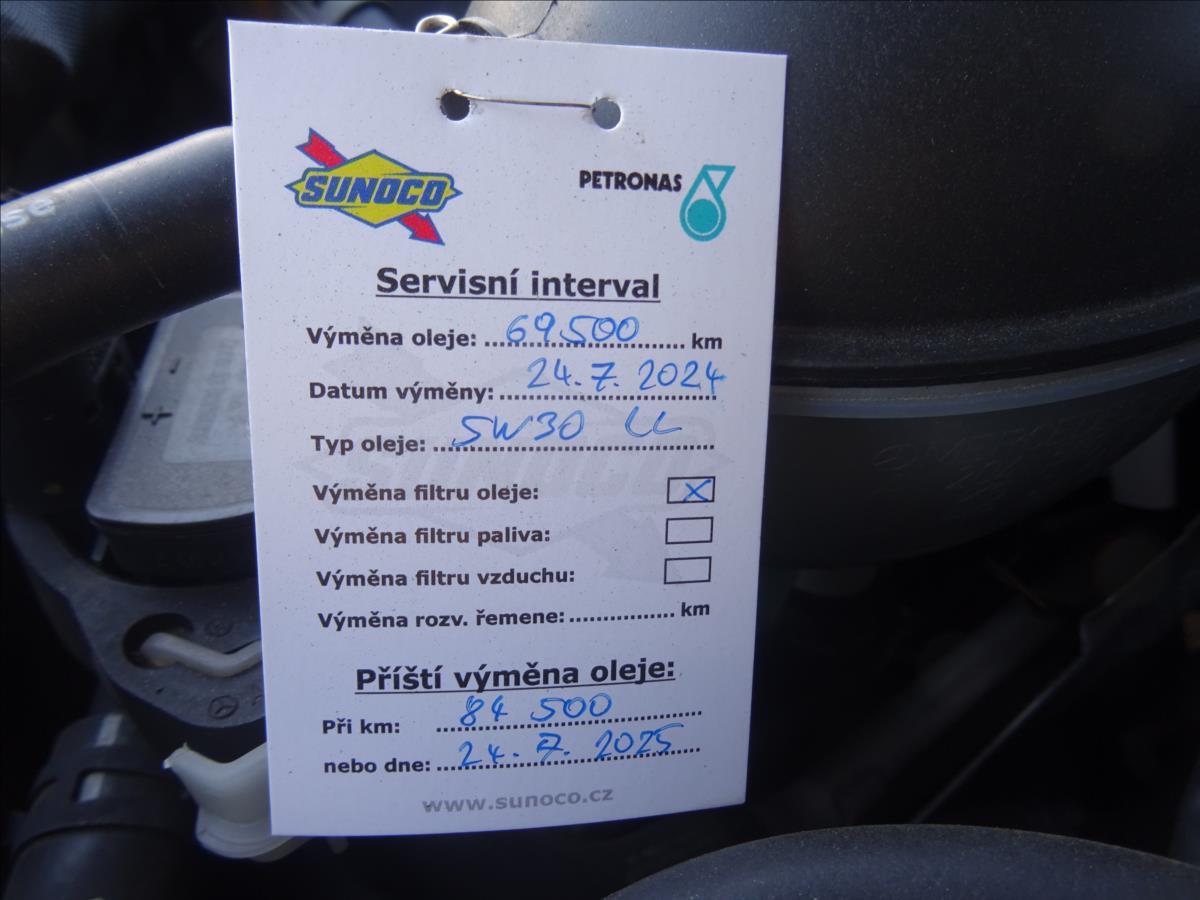 SUNOCO
PETRONAS
Servisní interval
Výměna oleje: 69500 km
Datum výměny: 24.7.2024
Typ oleje: 5W30 LL
Výměna filtru oleje: X
Výměna filtru paliva:
Výměna filtru vzduchu:
Výměna rozv. řemene: km
Příští výměna oleje:
Při km: 84 500
nebo dne: 24.7.2025
www.sunoco.cz